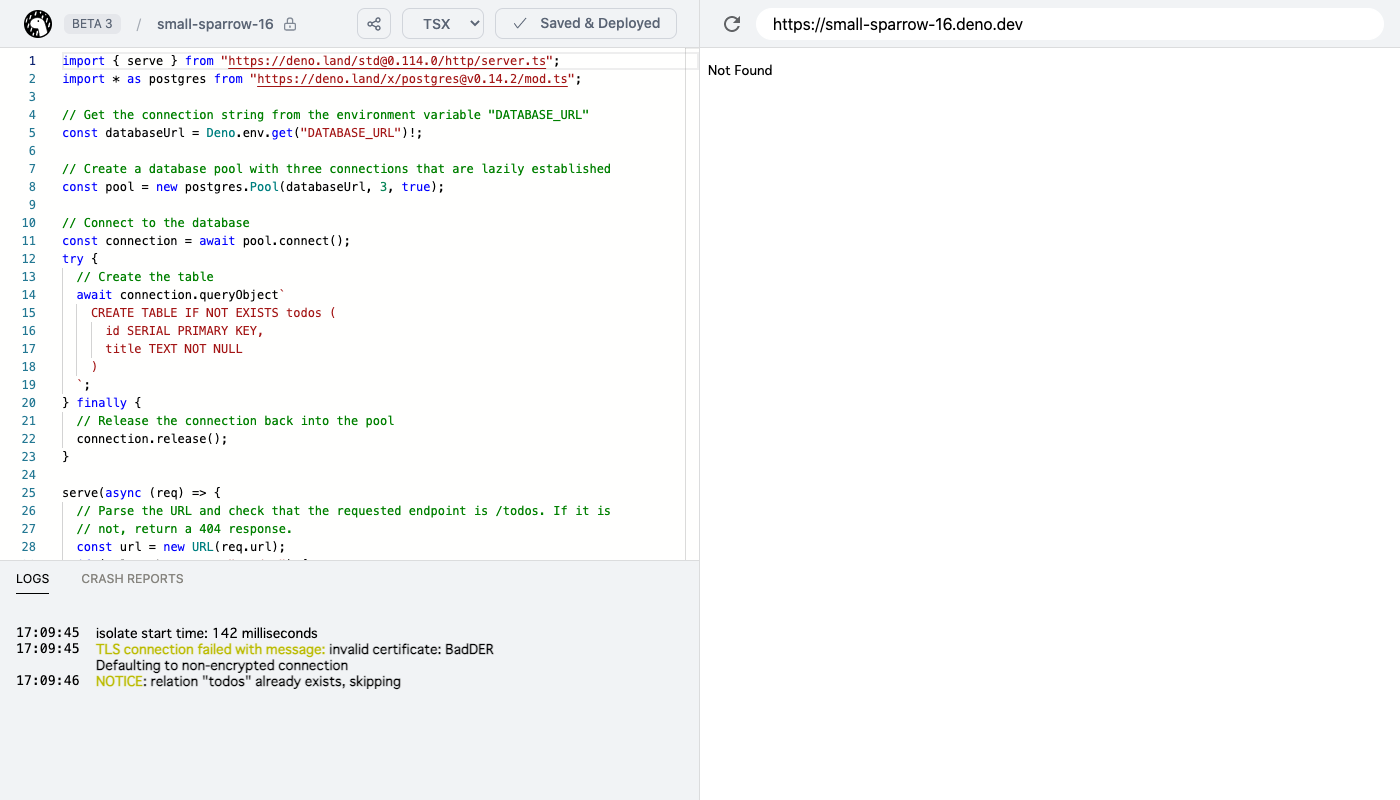 BETA 3 / small-sparrow-16 TSX Saved & Deployed
1 import { serve } from "https://deno.land/std@0.114.0/http/server.ts";
2 import * as postgres from "https://deno.land/x/postgres@v0.14.2/mod.ts";
3
4 // Get the connection string from the environment variable "DATABASE_URL"
5 const databaseUrl = Deno.env.get("DATABASE_URL")!;
6
7 // Create a database pool with three connections that are lazily established
8 const pool = new postgres.Pool(databaseUrl, 3, true);
9
10 // Connect to the database
11 const connection = await pool.connect();
12 try {
13 // Create the table
14 await connection.queryObject`
15 CREATE TABLE IF NOT EXISTS todos (
16 id SERIAL PRIMARY KEY,
17 title TEXT NOT NULL
18 )
19 `;
20 } finally {
21 // Release the connection back into the pool
22 connection.release();
23 }
24
25 serve(async (req) => {
26 // Parse the URL and check that the requested endpoint is /todos. If it is
27 // not, return a 404 response.
28 const url = new URL(req.url);
LOGS CRASH REPORTS
17:09:45 isolate start time: 142 milliseconds
17:09:45 TLS connection failed with message: invalid certificate: BadDER
Defaulting to non-encrypted connection
17:09:46 NOTICE: relation "todos" already exists, skipping
https://small-sparrow-16.deno.dev
Not Found